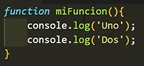 function miFuncion(){
    console.log('Uno');
    console.log('Dos');
}